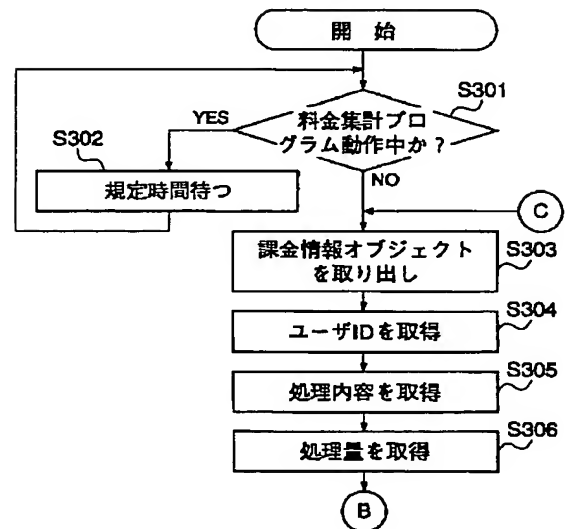 開始
S301
料金集計プロ
グラム動作中か?
YES
S302
規定時間待つ
NO
C
課金情報オブジェクト
を取り出し
S303
S304
ユーザIDを取得
S305
処理内容を取得
S306
処理量を取得
B